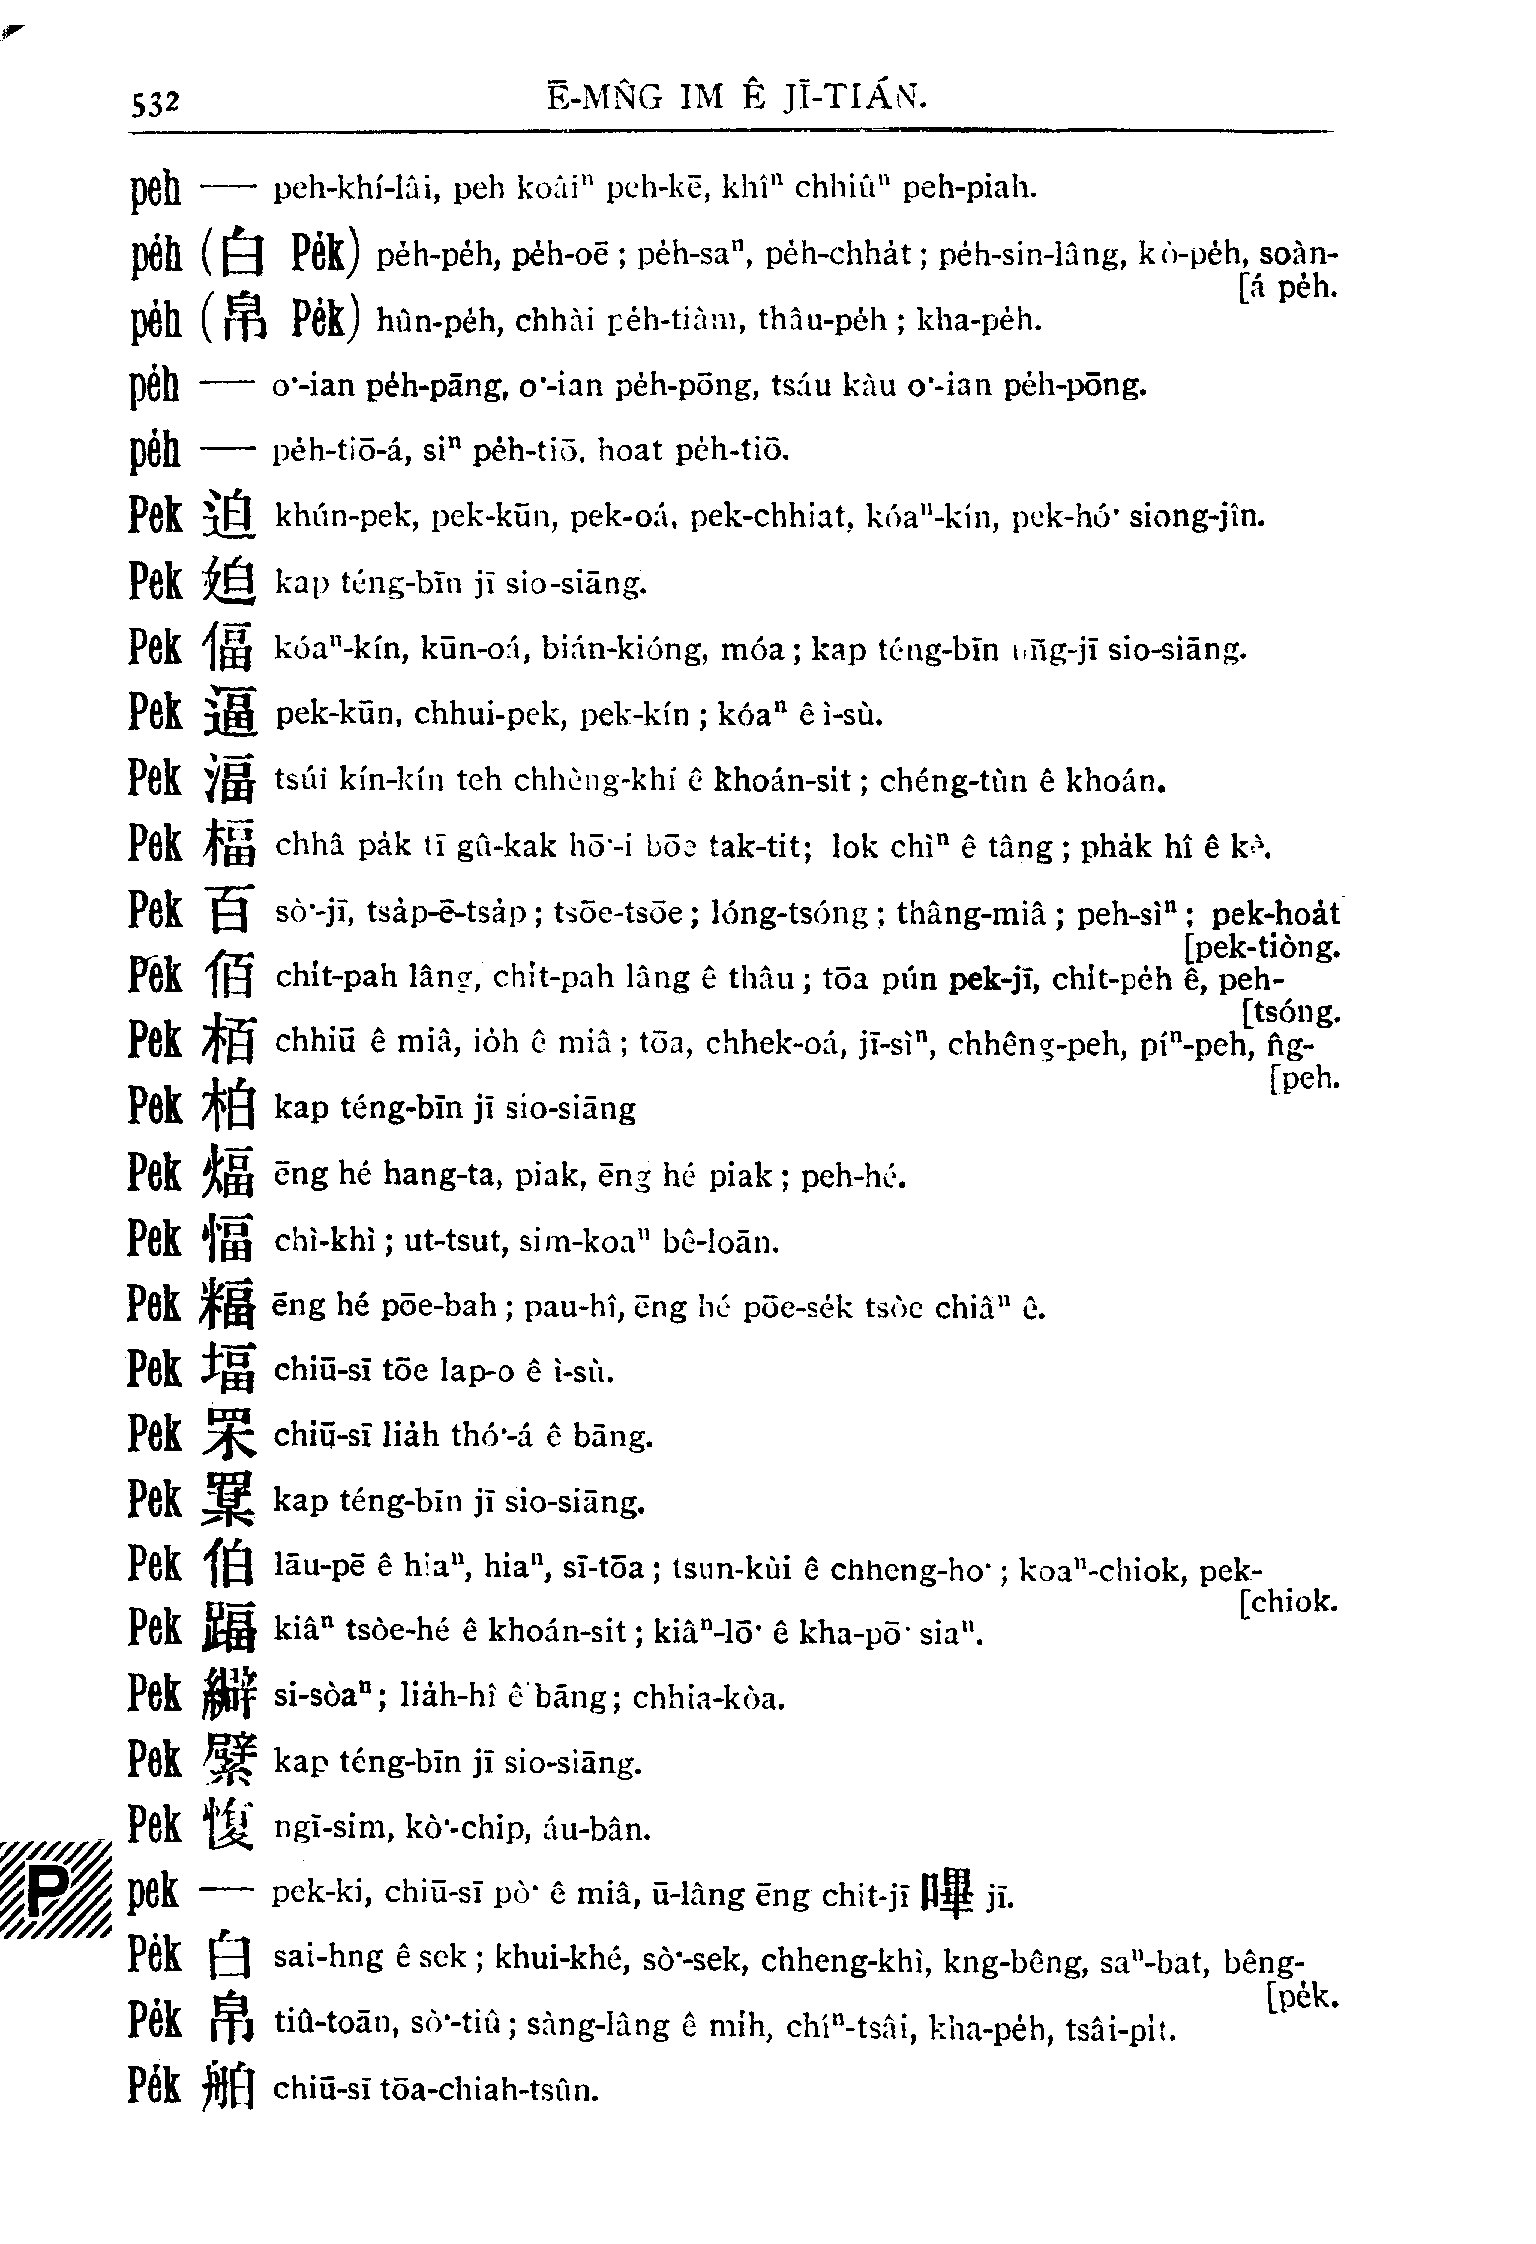 532 Ē-MN̂G IM Ê JĪ-TIÁN.
peh — peh-khí-lâi, peh koâiⁿ peh-kē, khîⁿ chhiûⁿ peh-piah.
pe̍h (白 Pe̍k) pe̍h-pe̍h, pe̍h-oē; pe̍h-saⁿ, pe̍h-chha̍t; pe̍h-sin-lâng, kò-pe̍h, soàn-
[á pe̍h.
pe̍h (帛 Pe̍k) hûn-pe̍h, chhài pe̍h-tiâm, thâu-pe̍h; kha-pe̍h.
pe̍h — o͘-ian pe̍h-pāng, o͘-ian pe̍h-pōng, tsáu kàu o͘-ian pe̍h-pōng.
pe̍h — pe̍h-tiō-á, siⁿ pe̍h-tiō, hoat pe̍h-tiō.
Pek 迫 khún-pek, pek-kūn, pek-oá, pek-chhiat, kóaⁿ-kín, pek-hó͘ siong-jîn.
Pek 廹 kap téng-bīn jī sio-siāng.
Pek 偪 kóaⁿ-kín, kūn-oá, bián-kióng, móa; kap téng-bīn nn̄g-jī sio-siāng.
Pek 逼 pek-kūn, chhui-pek, pek-kín; kóaⁿ ê ì-sù.
Pek 湢 tsúi kín-kín teh chhèng-khí ê khoán-sit; chéng-tùn ê khoán.
Pek 楅 chhâ pa̍k tī gû-kak hō͘-i bōe tak-tit; lok chìⁿ ê tâng; pha̍k hî ê kè.
Pek 百 sò͘-jī, tsa̍p-ē-tsa̍p; tsōe-tsōe; lóng-tsóng; thâng-miâ; peh-sìⁿ; pek-hoa̍t
[pek-tiòng.
Pek 佰 chi̍t-pah lâng, chi̍t-pah lâng ê thâu; tōa pún pek-jī, chi̍t-pe̍h ê, peh-
[tsóng.
Pek 栢 chhiū ê miâ, io̍h ê miâ; tōa, chhek-oá, jī-sìⁿ, chhêng-peh, píⁿ-peh, n̂g-
[peh.
Pek 柏 kap téng-bīn jī sio-siāng
Pek 煏 ēng hé hang-ta, piak, ēng hé piak; peh-hé.
Pek 愊 chì-khì; ut-tsut, sim-koaⁿ bê-loān.
Pek 糒 ēng hé pōe-bah; pau-hî, ēng hé pōe-se̍k tsòe chiâⁿ ê.
Pek 堛 chiū-sī tōe lap-o ê ì-sù.
Pek 罘 chiū-sī lia̍h thó͘-á ê bāng.
Pek kap téng-bīn jī sio-siāng.
Pek 伯 lāu-pē ê hiaⁿ, hiaⁿ, sī-tōa; tsun-kùi ê chheng-ho͘; koaⁿ-chiok, pek-
[chiok.
Pek 踾 kiâⁿ tsòe-hé ê khoán-sit; kiâⁿ-lō͘ ê kha-pō͘ siaⁿ.
Pek si-sòaⁿ; lia̍h-hî ê bāng; chhia-kòa.
Pek 繴 kap téng-bīn jī sio-siāng.
Pek 愎 ngī-sim, kò͘-chip, áu-bân.
P
pek — pek-ki, chiū-sī pò͘ ê miâ, ū-lâng ēng chit-jī 嗶 jī.
Pe̍k 白 sai-hng ê sek; khui-khé, sò͘-sek, chheng-khì, kng-bêng, saⁿ-bat, bêng-
[pe̍k.
Pe̍k 帛 tiû-toān, sò͘-tiû; sàng-lâng ê mi̍h, chíⁿ-tsâi, kha-pe̍h, tsâi-pi̍t.
Pe̍k 舶 chiū-sī tōa-chiah-tsûn.